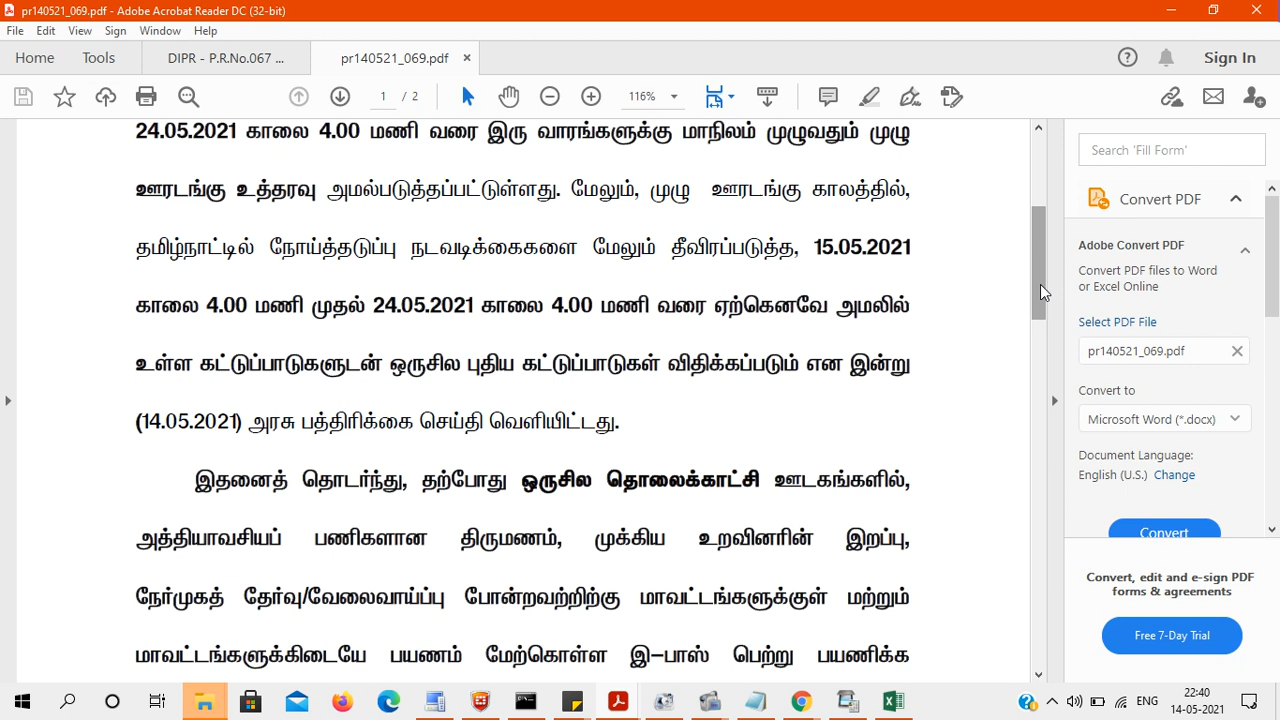 pr140521_069.pdf - Adobe Acrobat Reader DC (32-bit)
File Edit View Sign Window Help
Home Tools DIPR - P.R.No.067 ... pr140521_069.pdf × Sign In
1 / 2 116%
24.05.2021 காலை 4.00 மணி வரை இரு வாரங்களுக்கு மாநிலம் முழுவதும் முழு
ஊரடங்கு உத்தரவு அமல்படுத்தப்பட்டுள்ளது. மேலும், முழு ஊரடங்கு காலத்தில்,
தமிழ்நாட்டில் நோய்த்தடுப்பு நடவடிக்கைகளை மேலும் தீவிரப்படுத்த, 15.05.2021
காலை 4.00 மணி முதல் 24.05.2021 காலை 4.00 மணி வரை ஏற்கெனவே அமலில்
உள்ள கட்டுப்பாடுகளுடன் ஒருசில புதிய கட்டுப்பாடுகள் விதிக்கப்படும் என இன்று
(14.05.2021) அரசு பத்திரிக்கை செய்தி வெளியிட்டது.
இதனைத் தொடர்ந்து, தற்போது ஒருசில தொலைக்காட்சி ஊடகங்களில்,
அத்தியாவசியப் பணிகளான திருமணம், முக்கிய உறவினரின் இறப்பு,
நேர்முகத் தேர்வு/வேலைவாய்ப்பு போன்றவற்றிற்கு மாவட்டங்களுக்குள் மற்றும்
மாவட்டங்களுக்கிடையே பயணம் மேற்கொள்ள இ-பாஸ் பெற்று பயணிக்க
Search 'Fill Form'
Convert PDF
Adobe Convert PDF
Convert PDF files to Word
or Excel Online
Select PDF File
pr140521_069.pdf
Convert to
Microsoft Word (*.docx)
Document Language:
English (U.S.) Change
Convert
Convert, edit and e-sign PDF
forms & agreements
Free 7-Day Trial
ENG 22:40
14-05-2021